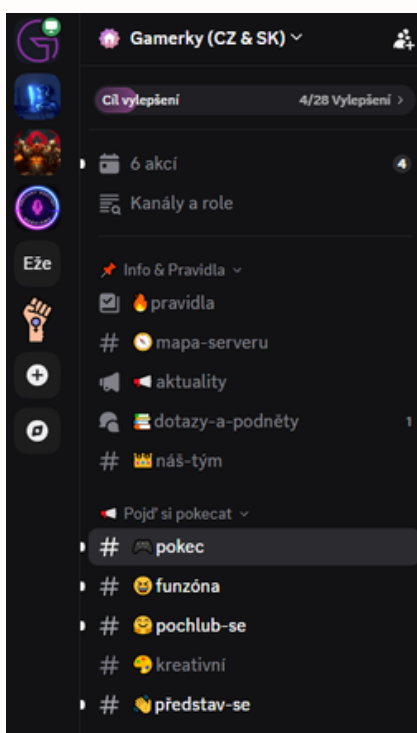 Gamerky (CZ & SK)
Cíl vylepšení 4/28 Vylepšení
6 akcí 4
Kanály a role
Eže
Info & Pravidla
pravidla
# mapa-serveru
aktuality
dotazy-a-podněty 1
# náš-tým
Pojď si pokecat
# pokec
# funzóna
# pochlub-se
# kreativní
# představ-se